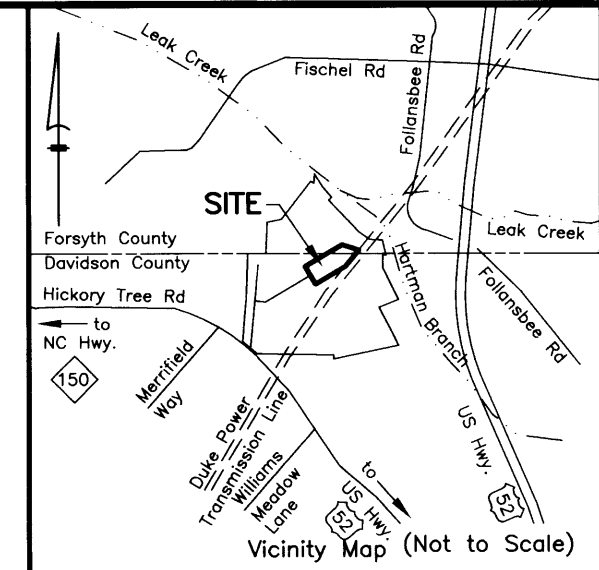 Leak Creek
Fischel Rd
Follansbee Rd
SITE
Forsyth County
Davidson County
Leak Creek
Hickory Tree Rd
to
NC Hwy.
150
Merrifield
Way
Hartman Branch
Follansbee Rd
Duke Power
Transmission Line
Williams
Meadow
Lane
to
US Hwy.
52
US Hwy.
52
Vicinity Map (Not to Scale)